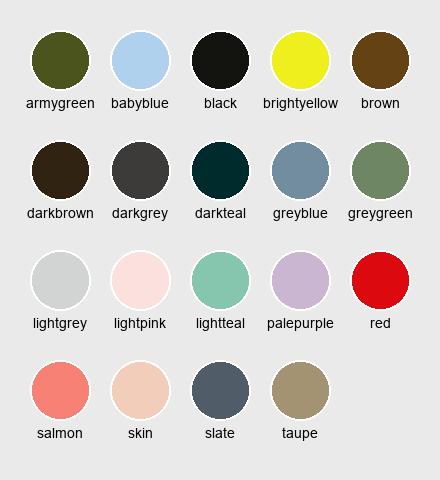 armygreen babyblue black brightyellow brown
darkbrown darkgrey darkteal greyblue greygreen
lightgrey lightpink lightteal palepurple red
salmon skin slate taupe